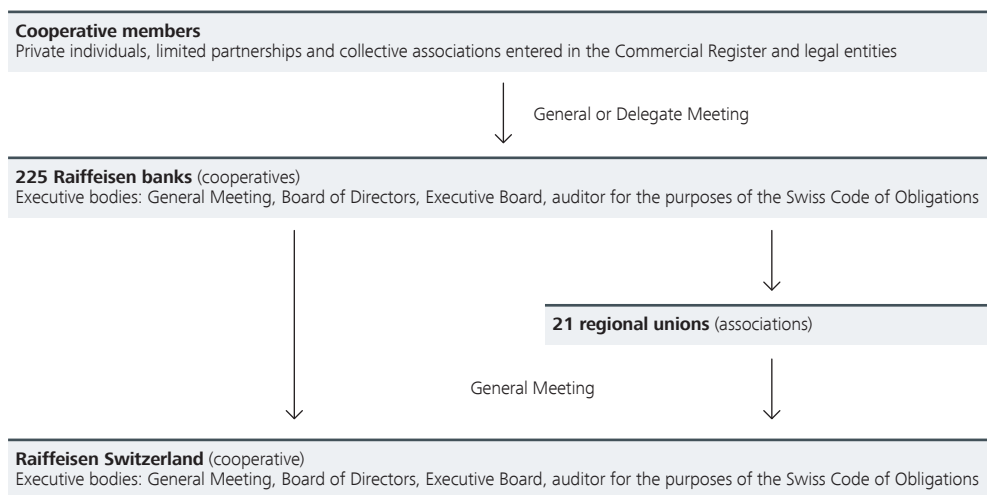 Cooperative members
Private individuals, limited partnerships and collective associations entered in the Commercial Register and legal entities
General or Delegate Meeting
225 Raiffeisen banks (cooperatives)
Executive bodies: General Meeting, Board of Directors, Executive Board, auditor for the purposes of the Swiss Code of Obligations
21 regional unions (associations)
General Meeting
Raiffeisen Switzerland (cooperative)
Executive bodies: General Meeting, Board of Directors, Executive Board, auditor for the purposes of the Swiss Code of Obligations